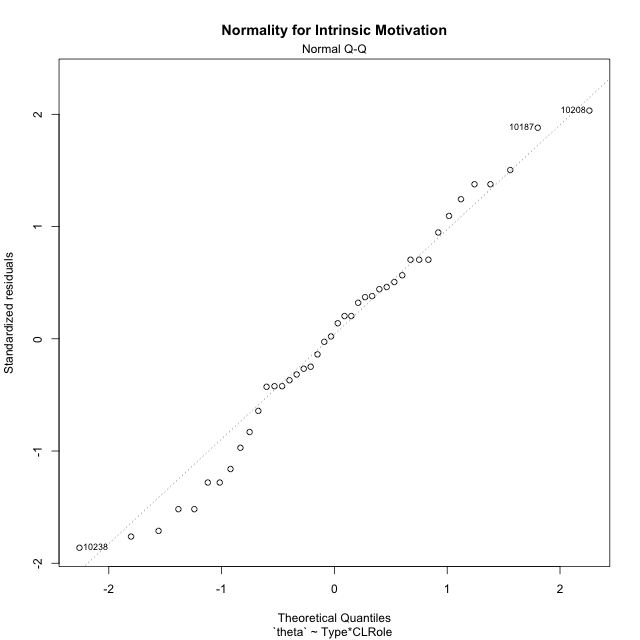 Normality for Intrinsic Motivation
Normal Q-Q
Standardized residuals
2
1
0
-1
-2
10208
10187
10238
-2 -1 0 1 2
Theoretical Quantiles
`theta` ~ Type*CLRole